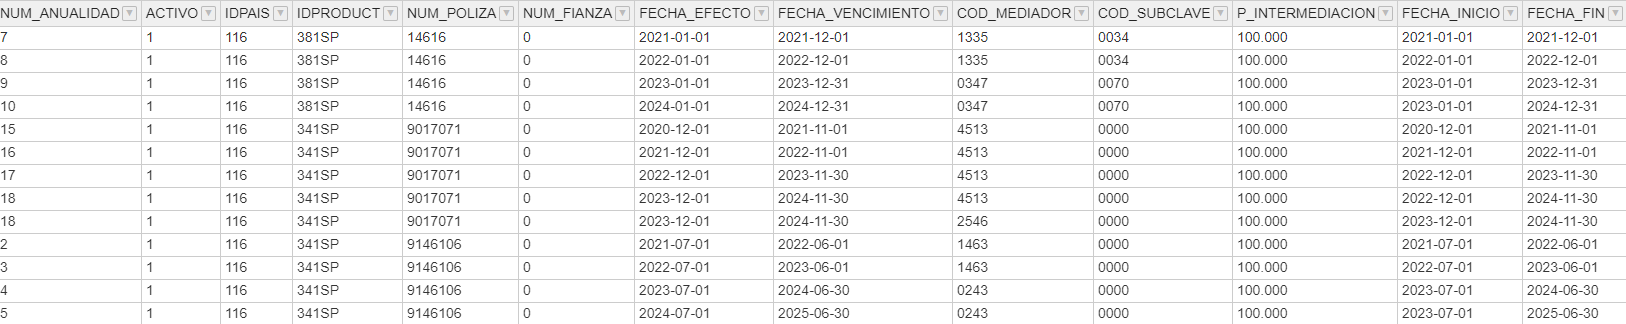 NUM_ANUALIDAD ACTIVO IDPAIS IDPRODUCT NUM_POLIZA NUM_FIANZA FECHA_EFECTO FECHA_VENCIMIENTO COD_MEDIADOR COD_SUBCLAVE P_INTERMEDIACION FECHA_INICIO FECHA_FIN
7 1 116 381SP 14616 0 2021-01-01 2021-12-01 1335 0034 100.000 2021-01-01 2021-12-01
8 1 116 381SP 14616 0 2022-01-01 2022-12-01 1335 0034 100.000 2022-01-01 2022-12-01
9 1 116 381SP 14616 0 2023-01-01 2023-12-31 0347 0070 100.000 2023-01-01 2023-12-31
10 1 116 381SP 14616 0 2024-01-01 2024-12-31 0347 0070 100.000 2023-01-01 2024-12-31
15 1 116 341SP 9017071 0 2020-12-01 2021-11-01 4513 0000 100.000 2020-12-01 2021-11-01
16 1 116 341SP 9017071 0 2021-12-01 2022-11-01 4513 0000 100.000 2021-12-01 2022-11-01
17 1 116 341SP 9017071 0 2022-12-01 2023-11-30 4513 0000 100.000 2022-12-01 2023-11-30
18 1 116 341SP 9017071 0 2023-12-01 2024-11-30 4513 0000 100.000 2022-12-01 2024-11-30
18 1 116 341SP 9017071 0 2023-12-01 2024-11-30 2546 0000 100.000 2023-12-01 2024-11-30
2 1 116 341SP 9146106 0 2021-07-01 2022-06-01 1463 0000 100.000 2021-07-01 2022-06-01
3 1 116 341SP 9146106 0 2022-07-01 2023-06-01 1463 0000 100.000 2022-07-01 2023-06-01
4 1 116 341SP 9146106 0 2023-07-01 2024-06-30 0243 0000 100.000 2023-07-01 2024-06-30
5 1 116 341SP 9146106 0 2024-07-01 2025-06-30 0243 0000 100.000 2023-07-01 2025-06-30